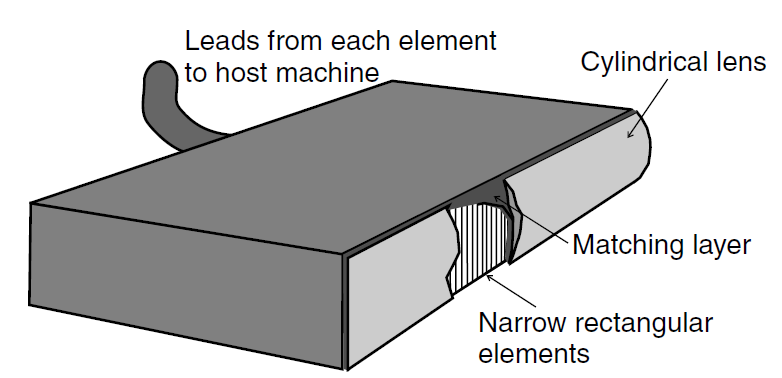 Leads from each element
to host machine
Cylindrical lens
Matching layer
Narrow rectangular
elements